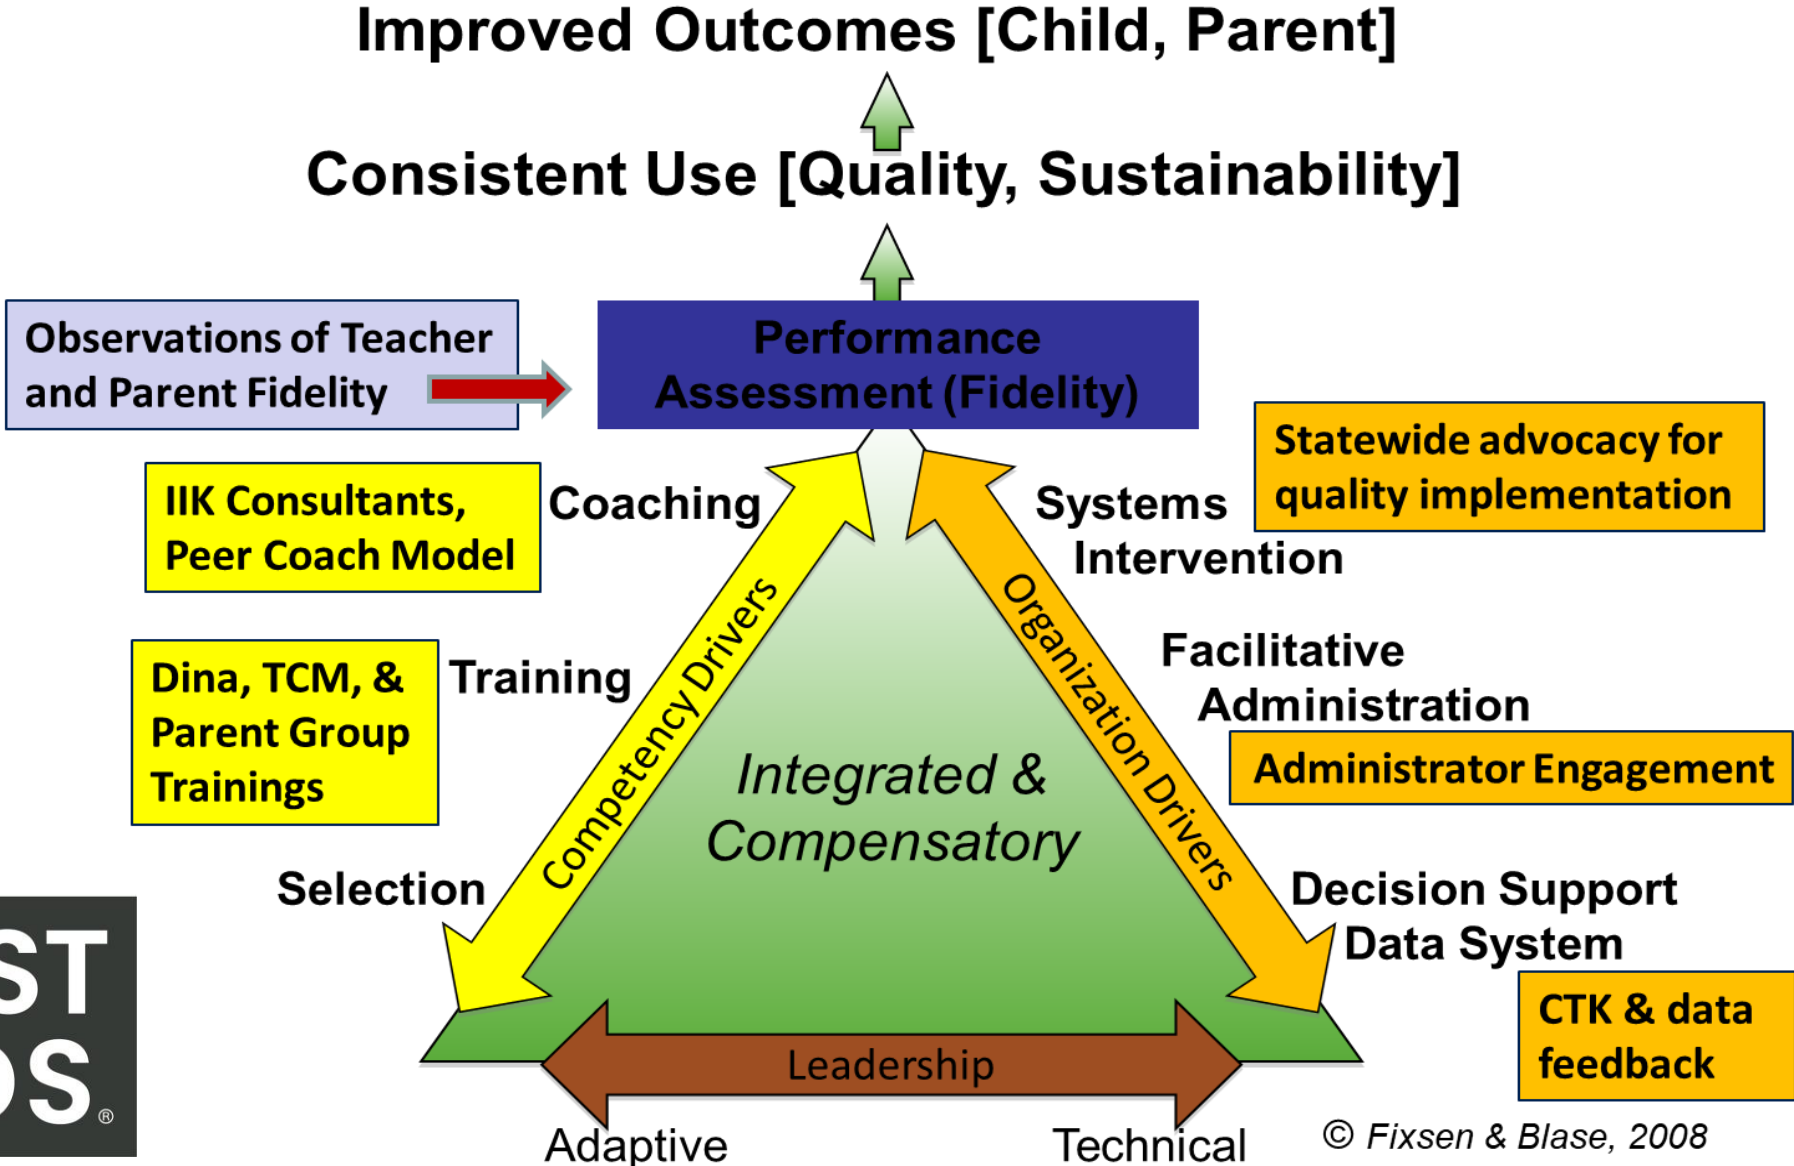 Improved Outcomes [Child, Parent]
Consistent Use [Quality, Sustainability]
Observations of Teacher
and Parent Fidelity
Performance
Assessment (Fidelity)
Statewide advocacy for
quality implementation
IIK Consultants,
Peer Coach Model
Coaching
Systems
Intervention
Dina, TCM, &
Parent Group
Trainings
Training
Competency Drivers
Organization Drivers
Facilitative
Administration
Administrator Engagement
Integrated &
Compensatory
Selection
Decision Support
Data System
CTK & data
feedback
ST
OS®
Leadership
Adaptive
Technical
© Fixsen & Blase, 2008